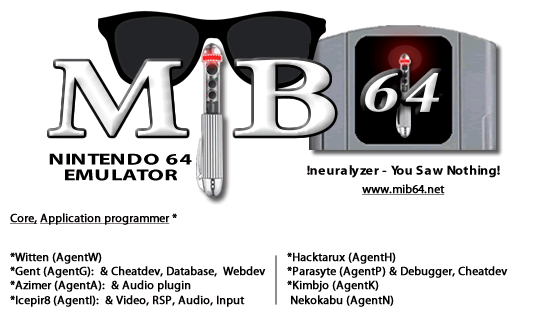 MIB
64
NINTENDO 64
EMULATOR
!neuralyzer - You Saw Nothing!
www.mib64.net
Core, Application programmer *
*Witten (AgentW)
*Gent (AgentG): & Cheatdev, Database, Webdev
*Azimer (AgentA): & Audio plugin
*Icepir8 (AgentI): & Video, RSP, Audio, Input
*Hacktarux (AgentH)
*Parasyte (AgentP) & Debugger, Cheatdev
*Kimbjo (AgentK)
Nekokabu (AgentN)